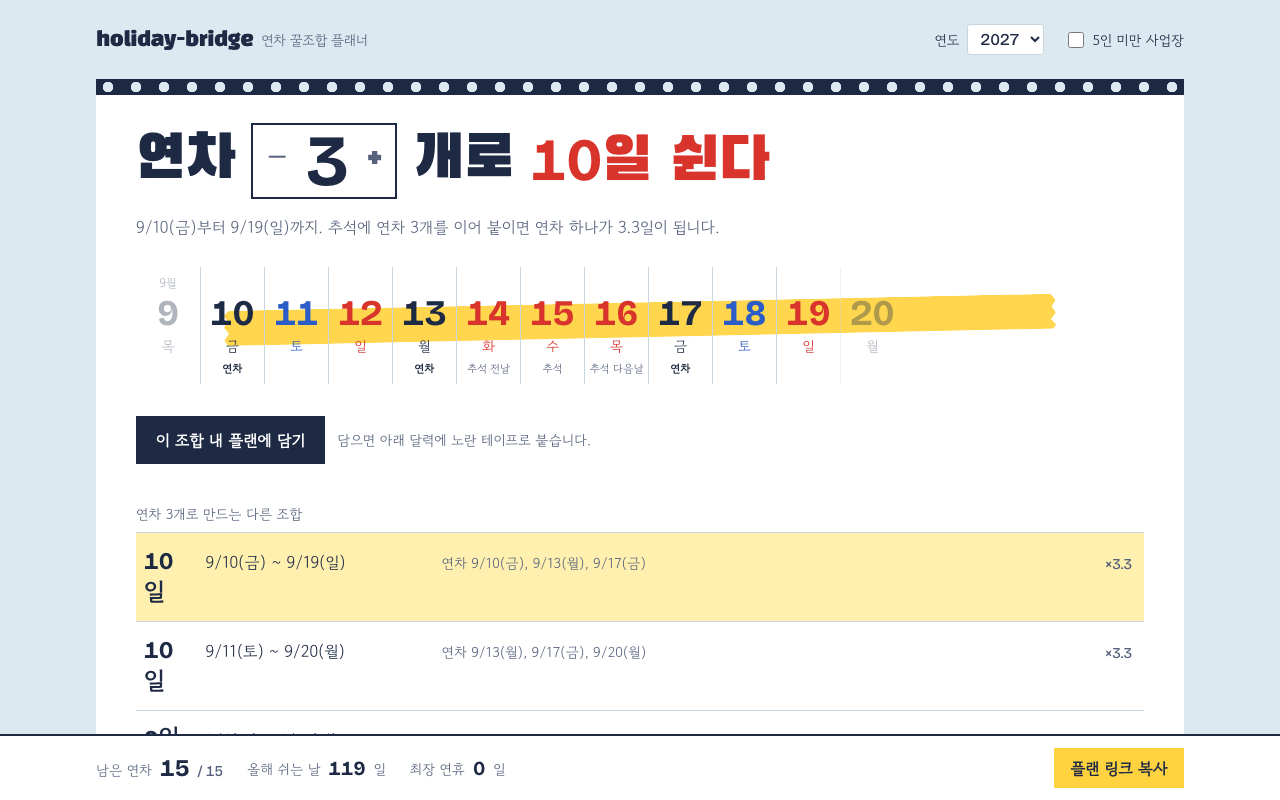 holiday-bridge 연차 꿀조합 플래너
연도 2027 5인 미만 사업장
연차 − 3 + 개로 10일 쉰다
9/10(금)부터 9/19(일)까지. 추석에 연차 3개를 이어 붙이면 연차 하나가 3.3일이 됩니다.
9월
9 10 11 12 13 14 15 16 17 18 19 20
목 금 토 일 월 화 수 목 금 토 일 월
연차 연차 추석 전날 추석 추석 다음날 연차
이 조합 내 플랜에 담기 담으면 아래 달력에 노란 테이프로 붙습니다.
연차 3개로 만드는 다른 조합
10일 9/10(금) ~ 9/19(일) 연차 9/10(금), 9/13(월), 9/17(금) ×3.3
10일 9/11(토) ~ 9/20(월) 연차 9/13(월), 9/17(금), 9/20(월) ×3.3
남은 연차 15 / 15 올해 쉬는 날 119 일 최장 연휴 0 일 플랜 링크 복사